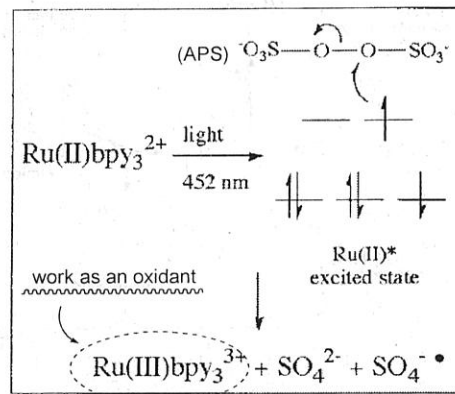 (APS) ⁻O₃S—O—O—SO₃⁻
Ru(II)bpy₃²⁺
light
452 nm
Ru(II)*
excited state
work as an oxidant
Ru(III)bpy₃³⁺ + SO₄²⁻ + SO₄⁻ •